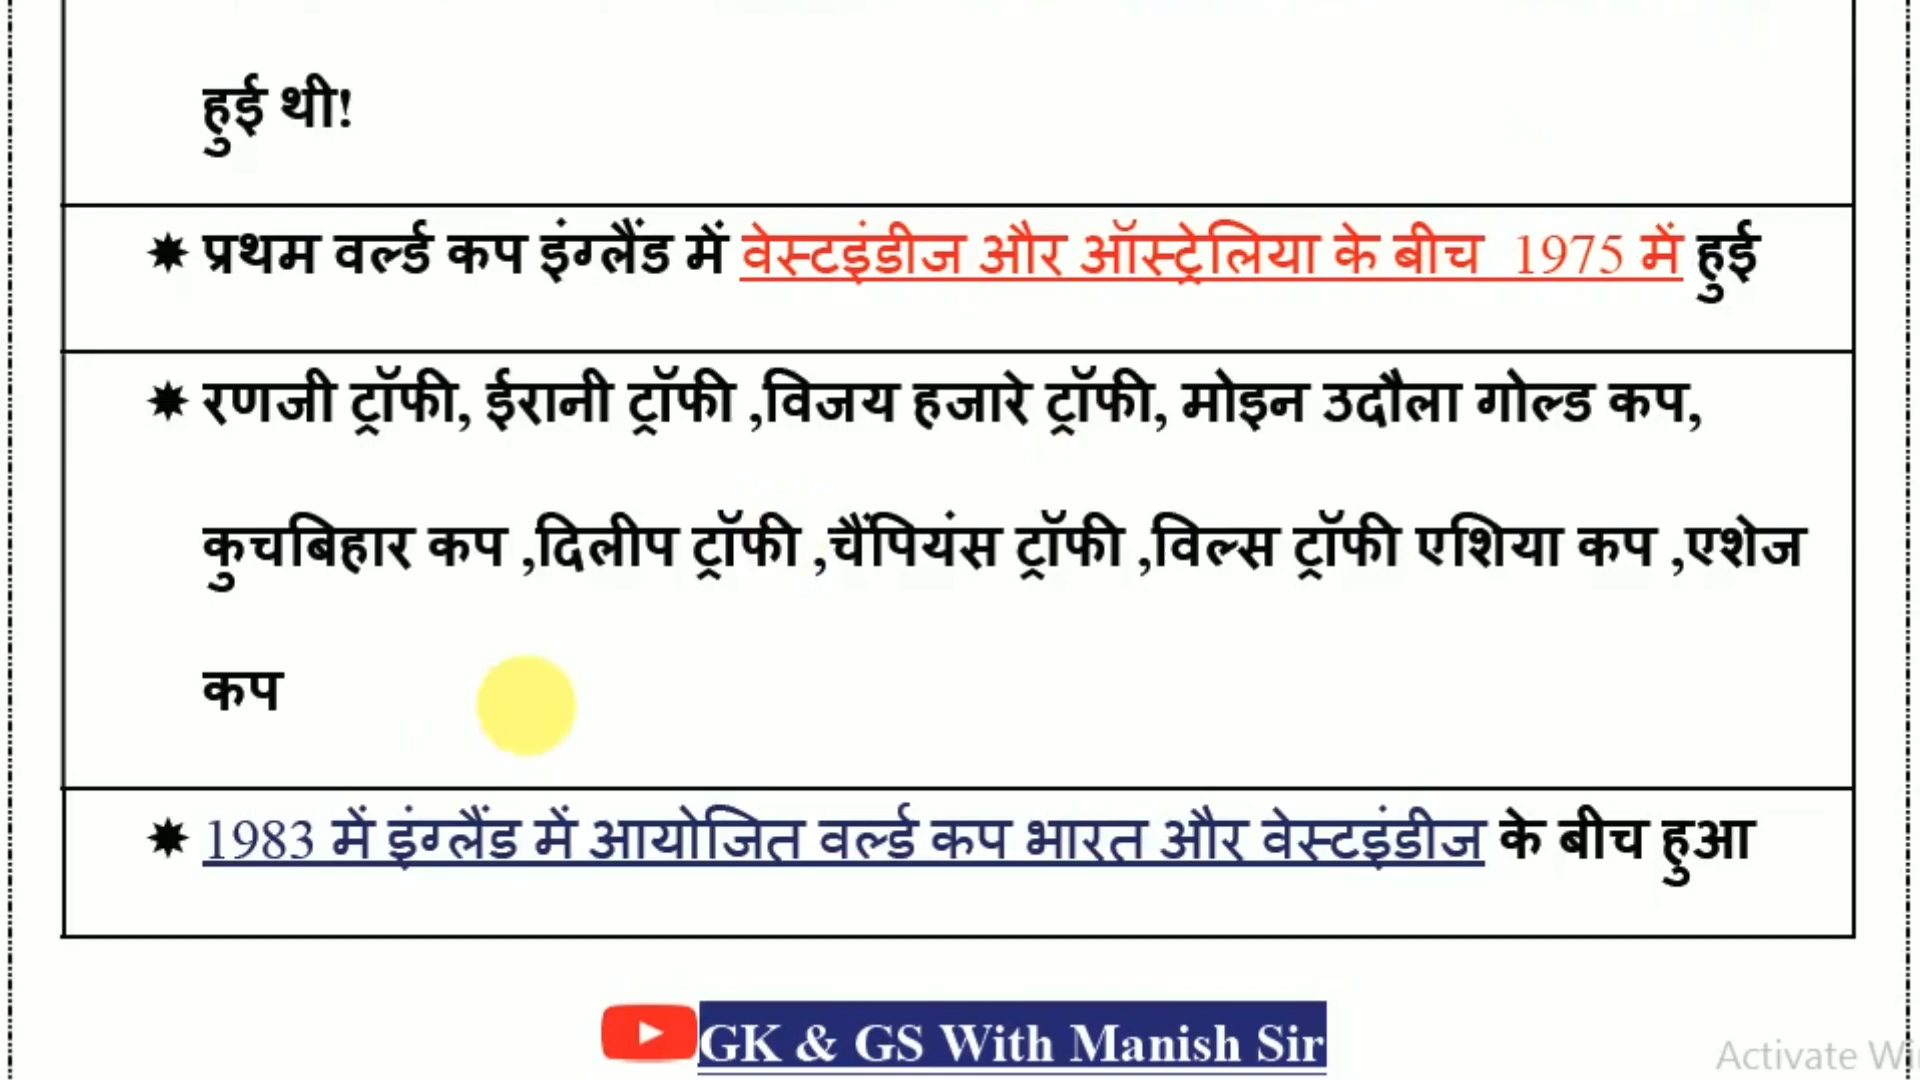 हुई थी!
✷ प्रथम वर्ल्ड कप इंग्लैंड में वेस्टइंडीज और ऑस्ट्रेलिया के बीच 1975 में हुई
✷ रणजी ट्रॉफी, ईरानी ट्रॉफी ,विजय हजारे ट्रॉफी, मोइन उदौला गोल्ड कप,
कुचबिहार कप ,दिलीप ट्रॉफी ,चैंपियंस ट्रॉफी ,विल्स ट्रॉफी एशिया कप ,एशेज
कप
✷ 1983 में इंग्लैंड में आयोजित वर्ल्ड कप भारत और वेस्टइंडीज के बीच हुआ
GK & GS With Manish Sir
Activate